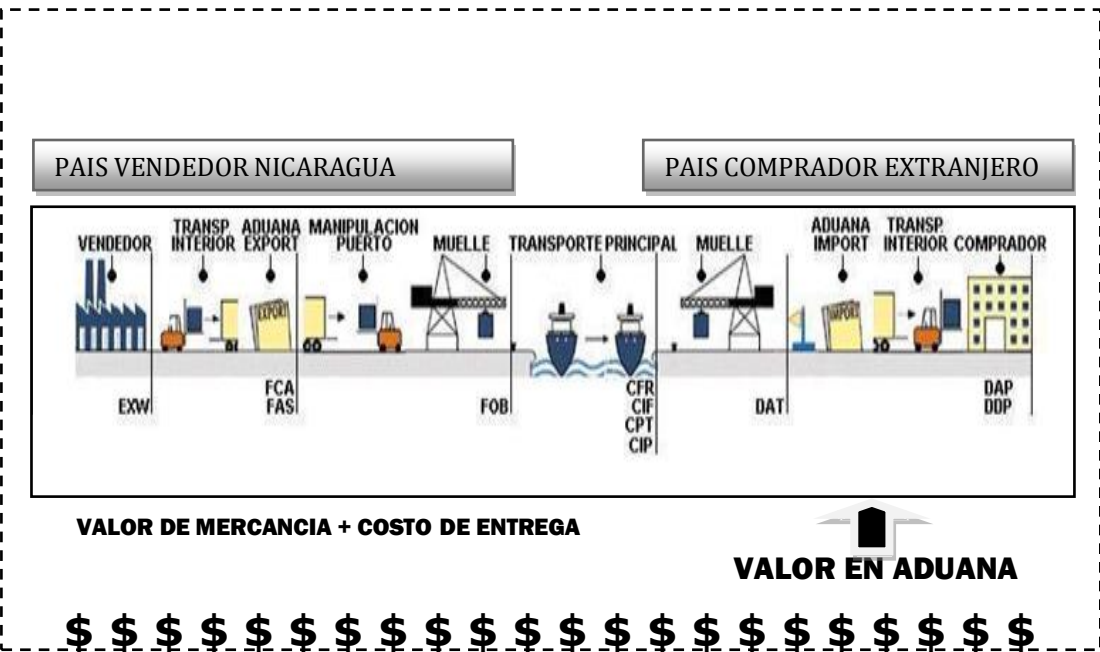 PAIS VENDEDOR NICARAGUA
PAIS COMPRADOR EXTRANJERO
VENDEDOR
TRANSP.
INTERIOR
ADUANA
EXPORT
MANIPULACION
PUERTO
MUELLE
TRANSPORTE PRINCIPAL
MUELLE
ADUANA
IMPORT
TRANSP.
INTERIOR
COMPRADOR
EXPORT
IMPORT
EXW
FCA
FAS
FOB
CFR
CIF
CPT
CIP
DAT
DAP
DDP
VALOR DE MERCANCIA + COSTO DE ENTREGA
VALOR EN ADUANA
$ $ $ $ $ $ $ $ $ $ $ $ $ $ $ $ $ $ $ $ $ $